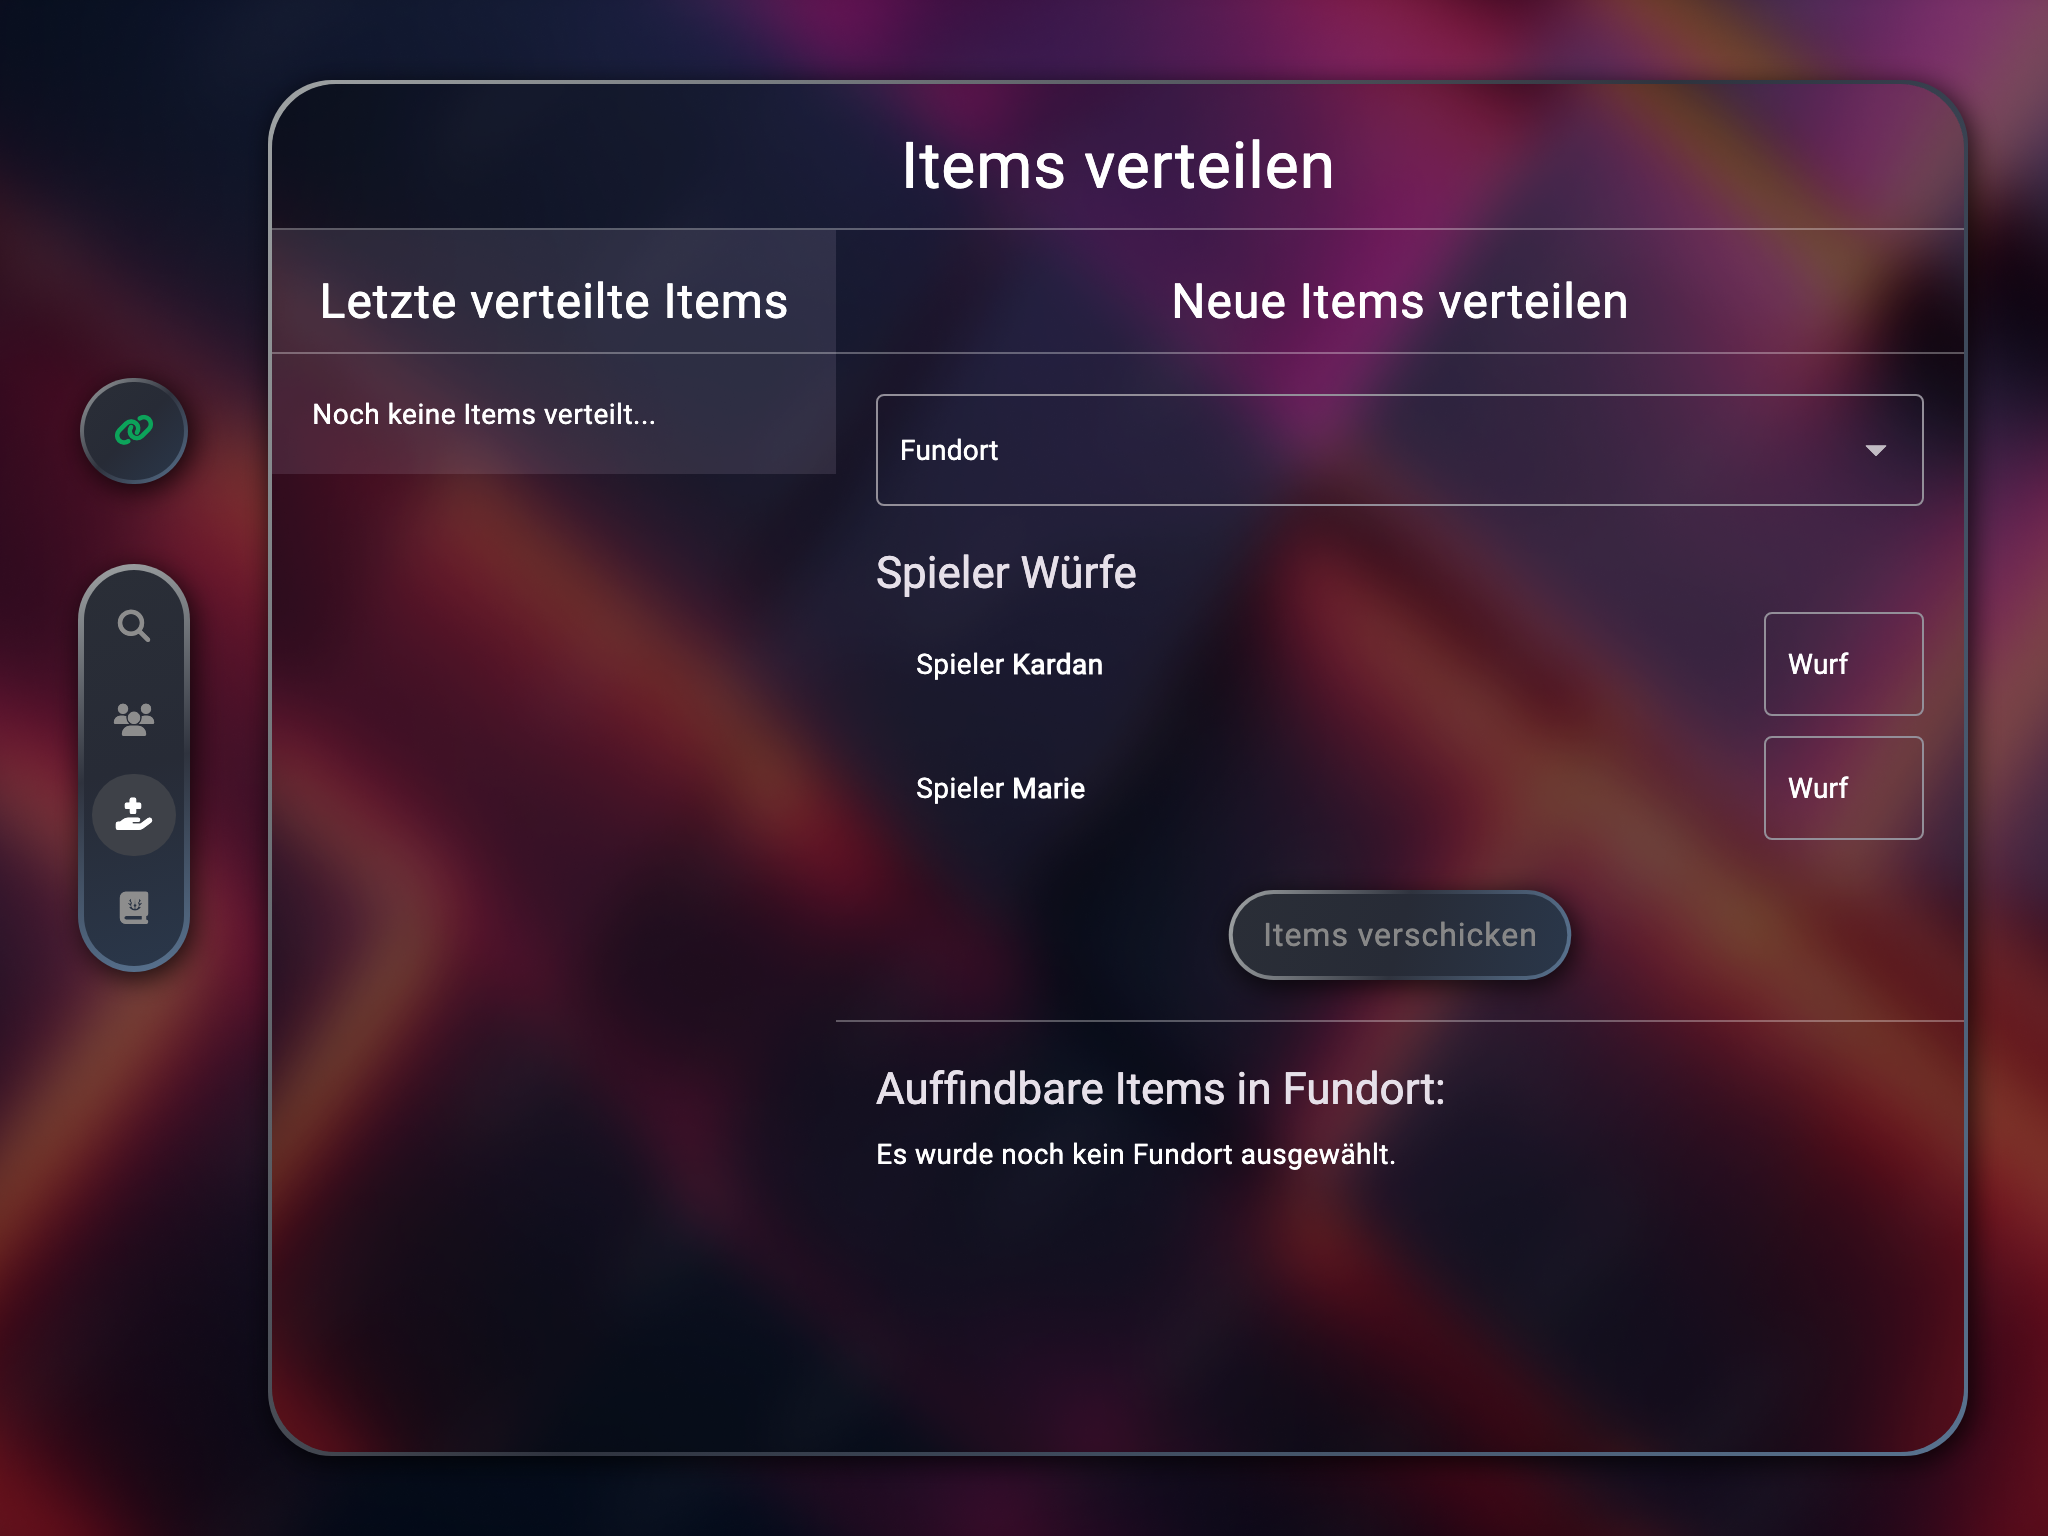 Items verteilen
Letzte verteilte Items
Noch keine Items verteilt...
Neue Items verteilen
Fundort
Spieler Würfe
Spieler Kardan
Wurf
Spieler Marie
Wurf
Items verschicken
Auffindbare Items in Fundort:
Es wurde noch kein Fundort ausgewählt.